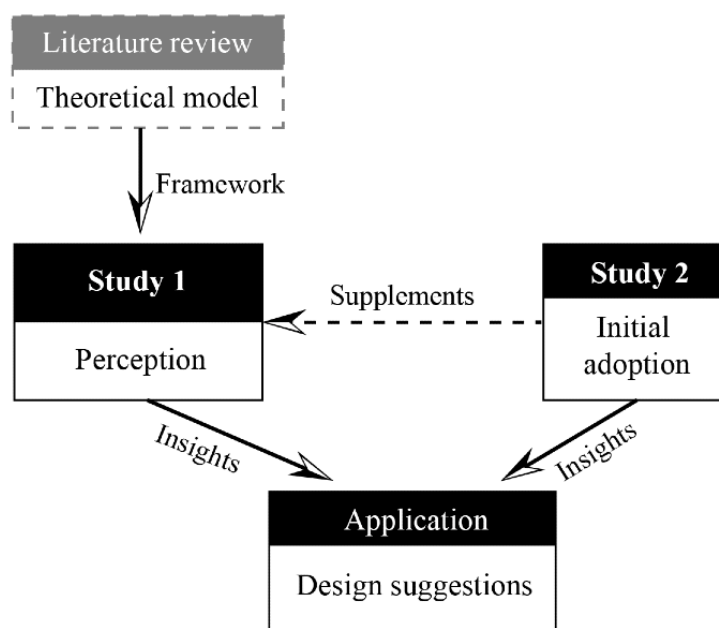 Literature review
Theoretical model
Framework
Study 1
Perception
Supplements
Study 2
Initial
adoption
Insights
Insights
Application
Design suggestions